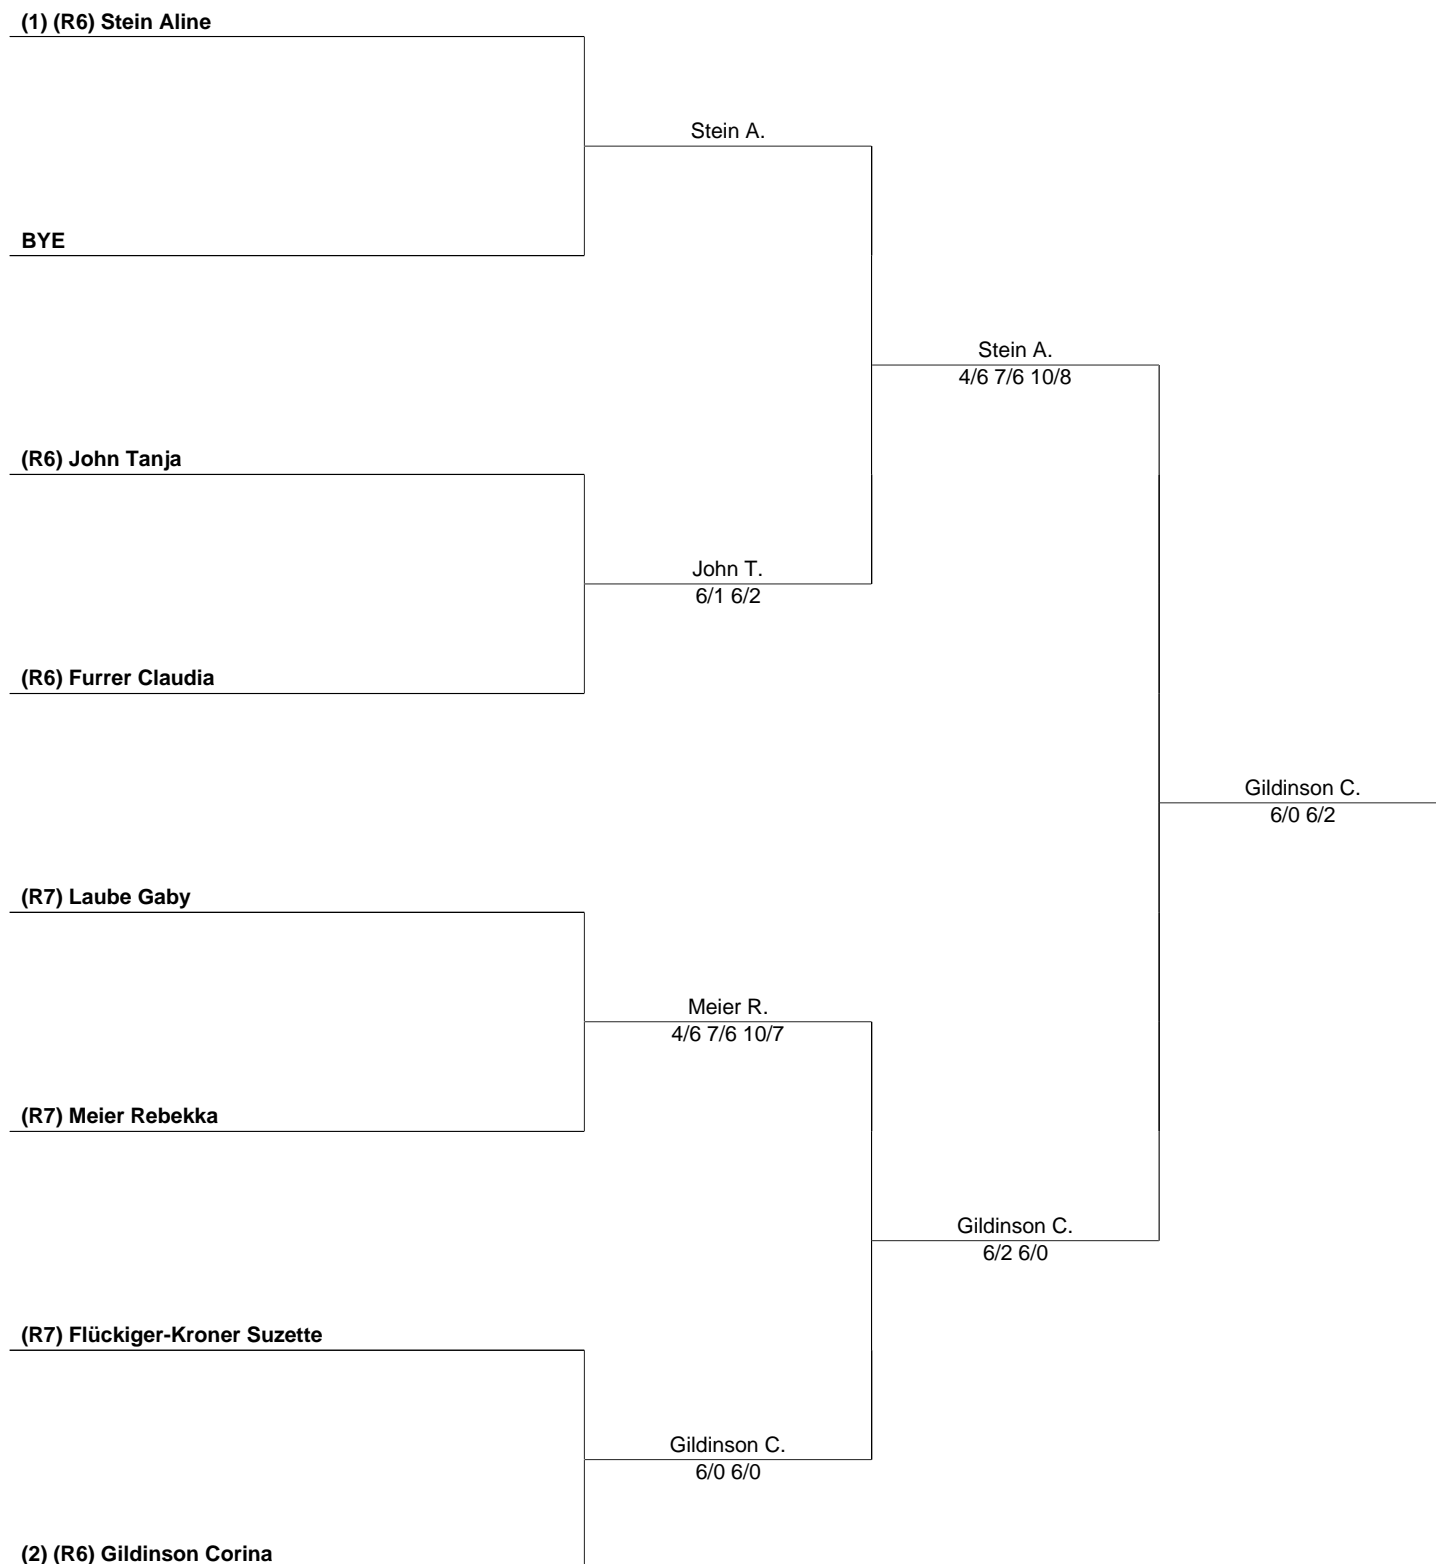 (1) (R6) Stein Aline
Stein A.
BYE
Stein A.
4/6 7/6 10/8
(R6) John Tanja
John T.
6/1 6/2
(R6) Furrer Claudia
Gildinson C.
6/0 6/2
(R7) Laube Gaby
Meier R.
4/6 7/6 10/7
(R7) Meier Rebekka
Gildinson C.
6/2 6/0
(R7) Flückiger-Kroner Suzette
Gildinson C.
6/0 6/0
(2) (R6) Gildinson Corina